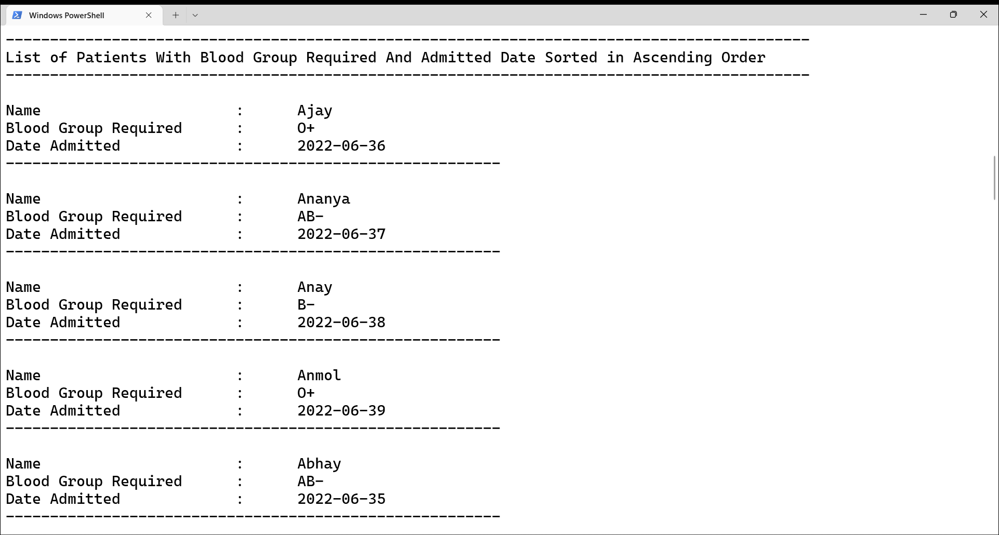 Windows PowerShell
-------------------------------------------------------------------------------------------
List of Patients With Blood Group Required And Admitted Date Sorted in Ascending Order
-------------------------------------------------------------------------------------------
Name : Ajay
Blood Group Required : O+
Date Admitted : 2022-06-36
--------------------------------------------------------
Name : Ananya
Blood Group Required : AB-
Date Admitted : 2022-06-37
--------------------------------------------------------
Name : Anay
Blood Group Required : B-
Date Admitted : 2022-06-38
--------------------------------------------------------
Name : Anmol
Blood Group Required : O+
Date Admitted : 2022-06-39
--------------------------------------------------------
Name : Abhay
Blood Group Required : AB-
Date Admitted : 2022-06-35
--------------------------------------------------------